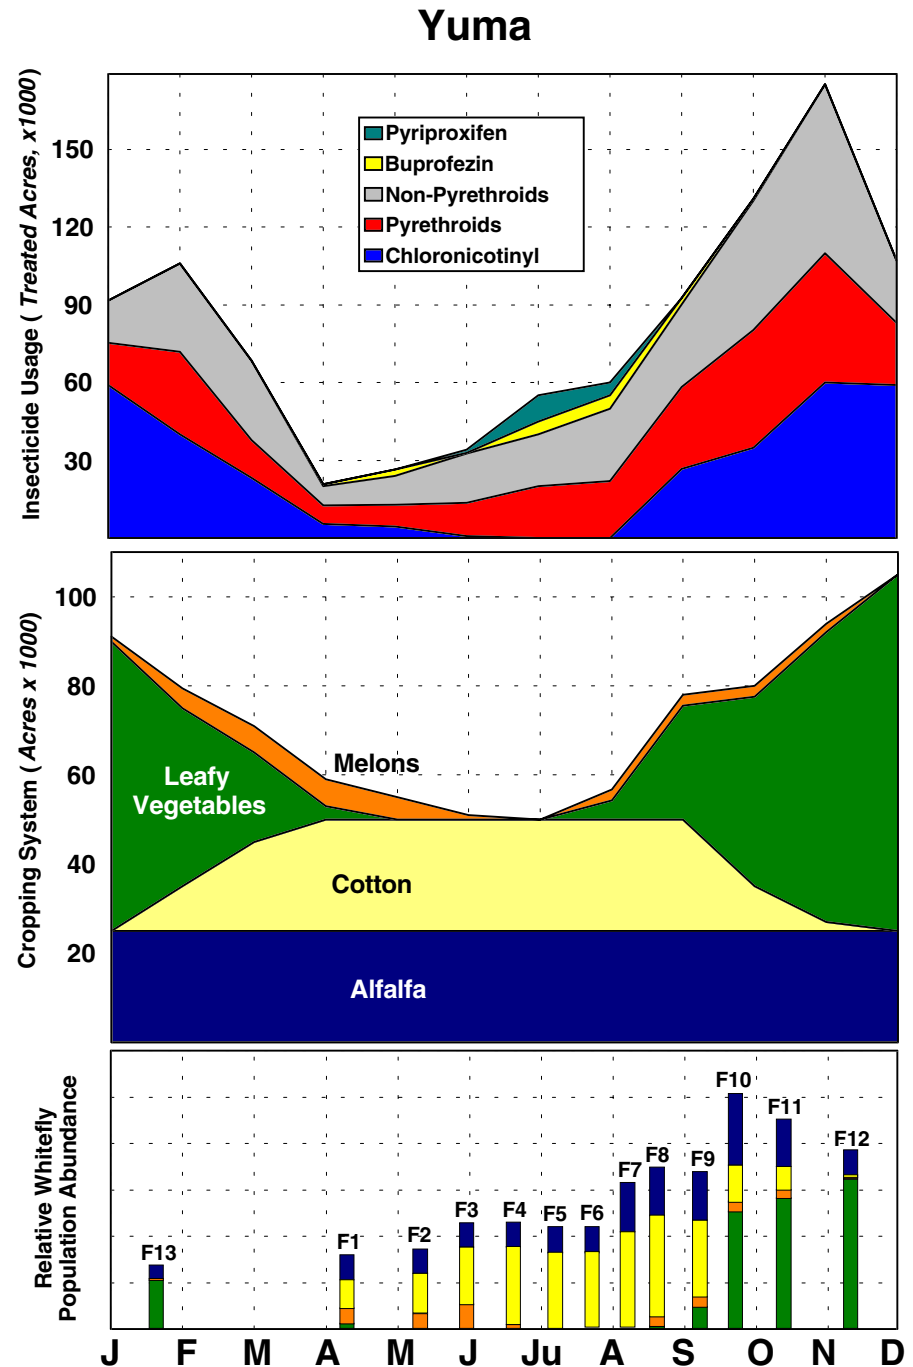 Yuma
Insecticide Usage ( Treated Acres, x1000)
150
120
90
60
30
Pyriproxifen
Buprofezin
Non-Pyrethroids
Pyrethroids
Chloronicotinyl
Cropping System ( Acres x 1000)
100
80
60
40
20
Melons
Leafy
Vegetables
Cotton
Alfalfa
Relative Whitefly
Population Abundance
F13
F1
F2
F3
F4
F5
F6
F7
F8
F9
F10
F11
F12
J F M A M J Ju A S O N D